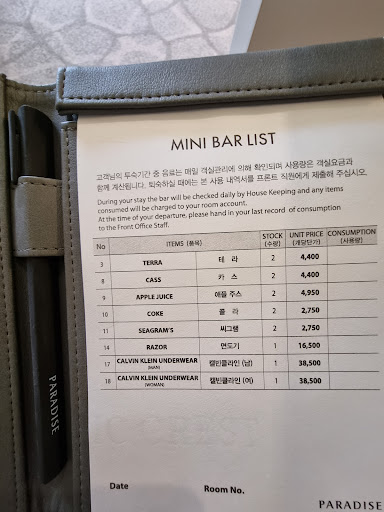 MINI BAR LIST
고객님의 투숙기간 중 음료는 매일 객실관리에 의해 확인되며 사용량은 객실요금과
함께 계산됩니다. 퇴숙하실 때에는 본 사용 내역서를 프론트 직원에게 제출해 주십시오.
During your stay the bar will be checked daily by House Keeping and any items
consumed will be charged to your room account.
At the time of your departure, please hand in your last record of consumption
to the Front Office Staff.
No ITEMS (품목) STOCK (수량) UNIT PRICE (개당단가) CONSUMPTION (사용량)
3 TERRA 테 라 2 4,400
8 CASS 카 스 2 4,400
9 APPLE JUICE 애플 주스 2 4,950
10 COKE 콜 라 2 2,750
11 SEAGRAM'S 씨그램 2 2,750
14 RAZOR 면도기 1 16,500
17 CALVIN KLEIN UNDERWEAR (MAN) 캘빈클라인 (남) 1 38,500
18 CALVIN KLEIN UNDERWEAR (WOMAN) 캘빈클라인 (여) 1 38,500
Date Room No.
PARADISE
PARADISE